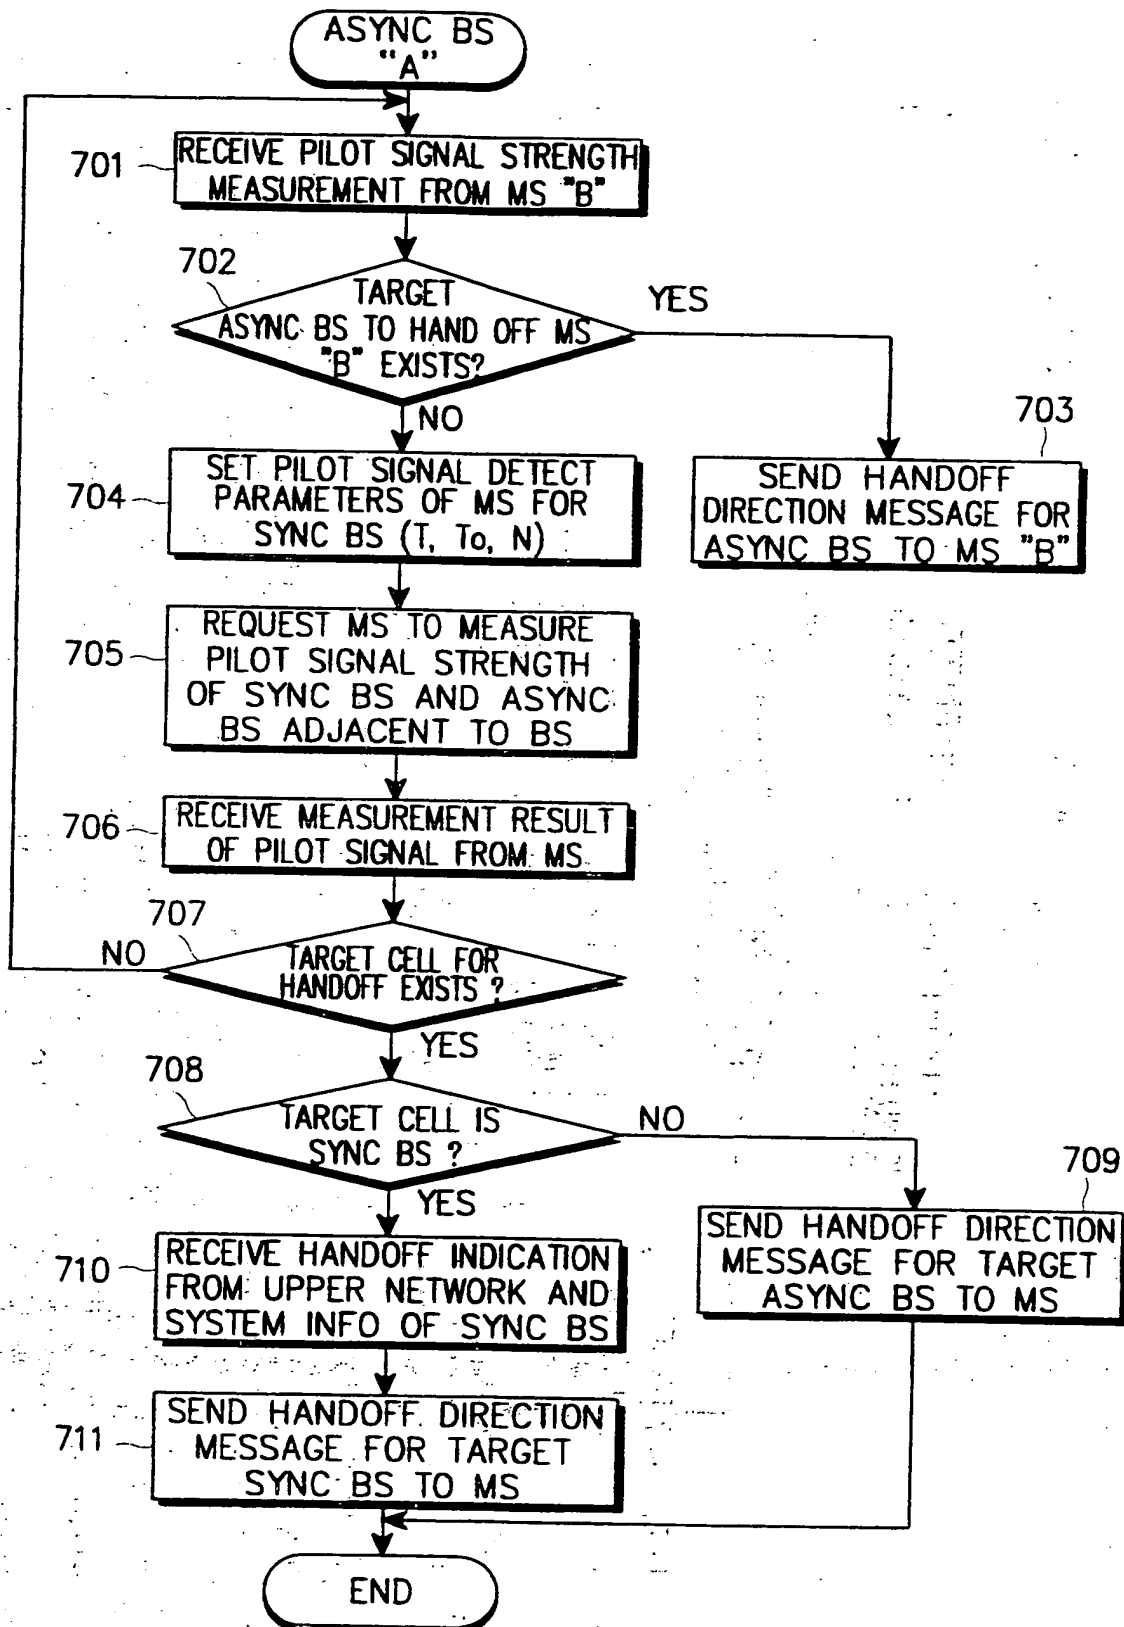 ASYNC BS
"A"
701
RECEIVE PILOT SIGNAL STRENGTH
MEASUREMENT FROM MS "B"
702
TARGET
ASYNC BS TO HAND OFF MS
"B" EXISTS?
YES
NO
703
SEND HANDOFF
DIRECTION MESSAGE FOR
ASYNC BS TO MS "B"
704
SET PILOT SIGNAL DETECT
PARAMETERS OF MS FOR
SYNC BS (T, To, N)
705
REQUEST MS TO MEASURE
PILOT SIGNAL STRENGTH
OF SYNC BS AND ASYNC
BS ADJACENT TO BS
706
RECEIVE MEASUREMENT RESULT
OF PILOT SIGNAL FROM MS
707
NO
TARGET CELL FOR
HANDOFF EXISTS ?
YES
708
TARGET CELL IS
SYNC BS ?
NO
YES
709
SEND HANDOFF DIRECTION
MESSAGE FOR TARGET
ASYNC BS TO MS
710
RECEIVE HANDOFF INDICATION
FROM UPPER NETWORK AND
SYSTEM INFO OF SYNC BS
711
SEND HANDOFF DIRECTION
MESSAGE FOR TARGET
SYNC BS TO MS
END